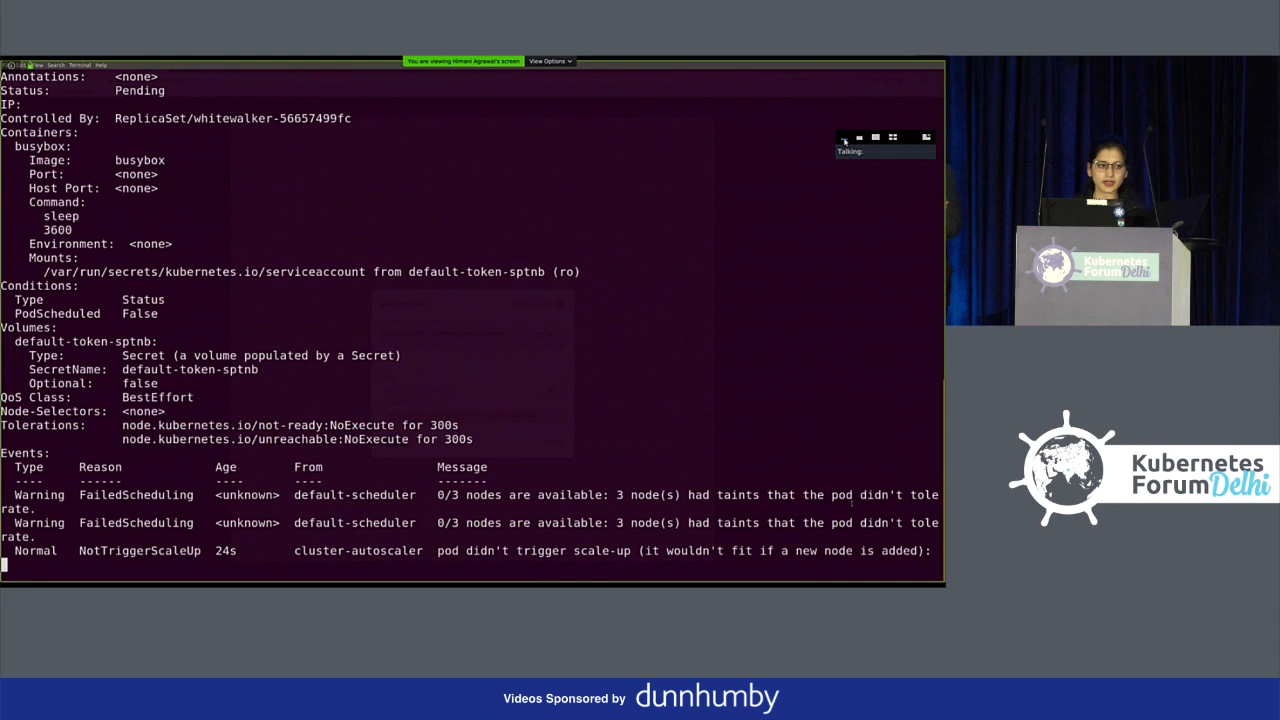 View Search Terminal Help
You are viewing Himani Agrawal's screen View Options
Annotations: <none>
Status: Pending
IP:
Controlled By: ReplicaSet/whitewalker-56657499fc
Containers:
busybox:
Image: busybox
Port: <none>
Host Port: <none>
Command:
sleep
3600
Environment: <none>
Mounts:
/var/run/secrets/kubernetes.io/serviceaccount from default-token-sptnb (ro)
Conditions:
Type Status
PodScheduled False
Volumes:
default-token-sptnb:
Type: Secret (a volume populated by a Secret)
SecretName: default-token-sptnb
Optional: false
QoS Class: BestEffort
Node-Selectors: <none>
Tolerations: node.kubernetes.io/not-ready:NoExecute for 300s
node.kubernetes.io/unreachable:NoExecute for 300s
Events:
Type Reason Age From Message
---- ------ ---- ---- -------
Warning FailedScheduling <unknown> default-scheduler 0/3 nodes are available: 3 node(s) had taints that the pod didn't tole
rate.
Warning FailedScheduling <unknown> default-scheduler 0/3 nodes are available: 3 node(s) had taints that the pod didn't tole
rate.
Normal NotTriggerScaleUp 24s cluster-autoscaler pod didn't trigger scale-up (it wouldn't fit if a new node is added):
Talking:
Kubernetes
Forum Delhi
Kubernetes
Forum Delhi
Videos Sponsored by dunnhumby